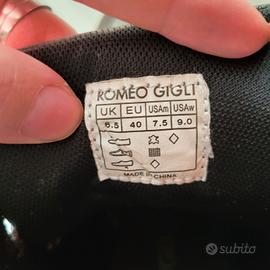 ROMEO GIGLI
UK EU USAm USAw
6.5 40 7.5 9.0
MADE IN CHINA
subito